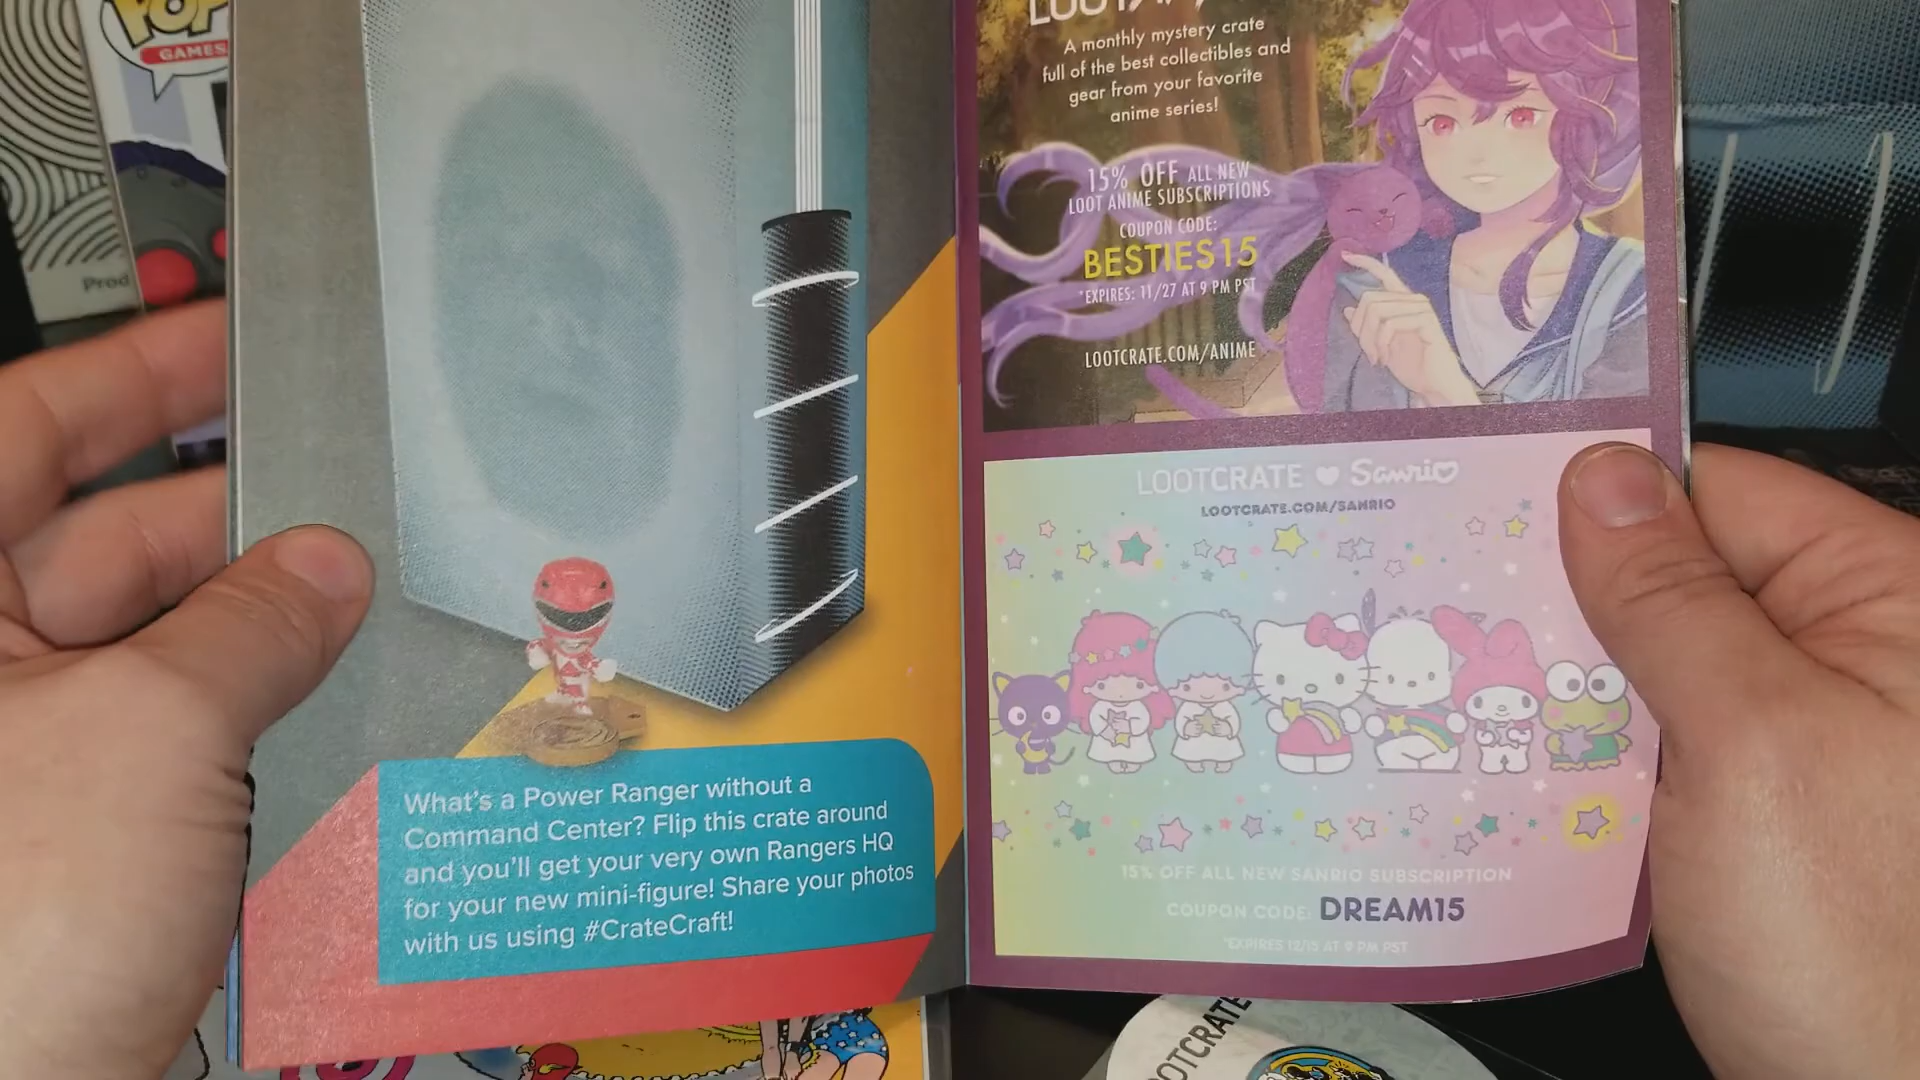 POP
GAMES
Prod
What's a Power Ranger without a
Command Center? Flip this crate around
and you'll get your very own Rangers HQ
for your new mini-figure! Share your photos
with us using #CrateCraft!
A monthly mystery crate
full of the best collectibles and
gear from your favorite
anime series!
15% OFF ALL NEW
LOOT ANIME SUBSCRIPTIONS
COUPON CODE:
BESTIES15
*EXPIRES: 11/27 AT 9 PM PST
LOOTCRATE.COM/ANIME
LOOTCRATE Sanrio
LOOTCRATE.COM/SANRIO
15% OFF ALL NEW SANRIO SUBSCRIPTION
COUPON CODE: DREAM15
*EXPIRES 12/15 AT 9 PM PST
LOOTCRATE
OOTCRATE